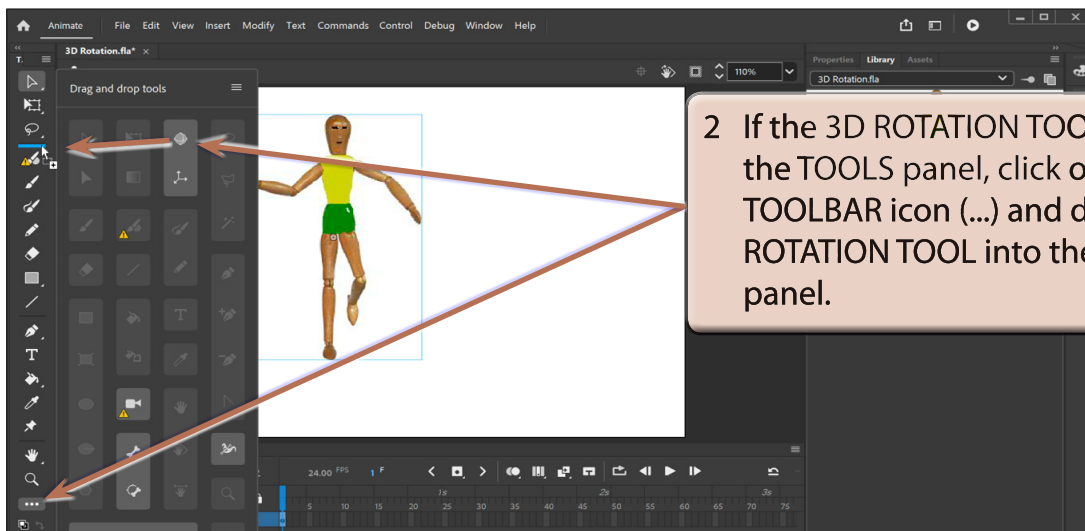 Animate File Edit View Insert Modify Text Commands Control Debug Window Help
T. 3D Rotation.fla* ×
Drag and drop tools
110%
Properties Library Assets
3D Rotation.fla
2 If the 3D ROTATION TOO
the TOOLS panel, click o
TOOLBAR icon (...) and d
ROTATION TOOL into the
panel.
24.00 FPS 1 F
1s 2s 3s
5 10 15 20 25 30 35 40 45 50 55 60 65 70 75